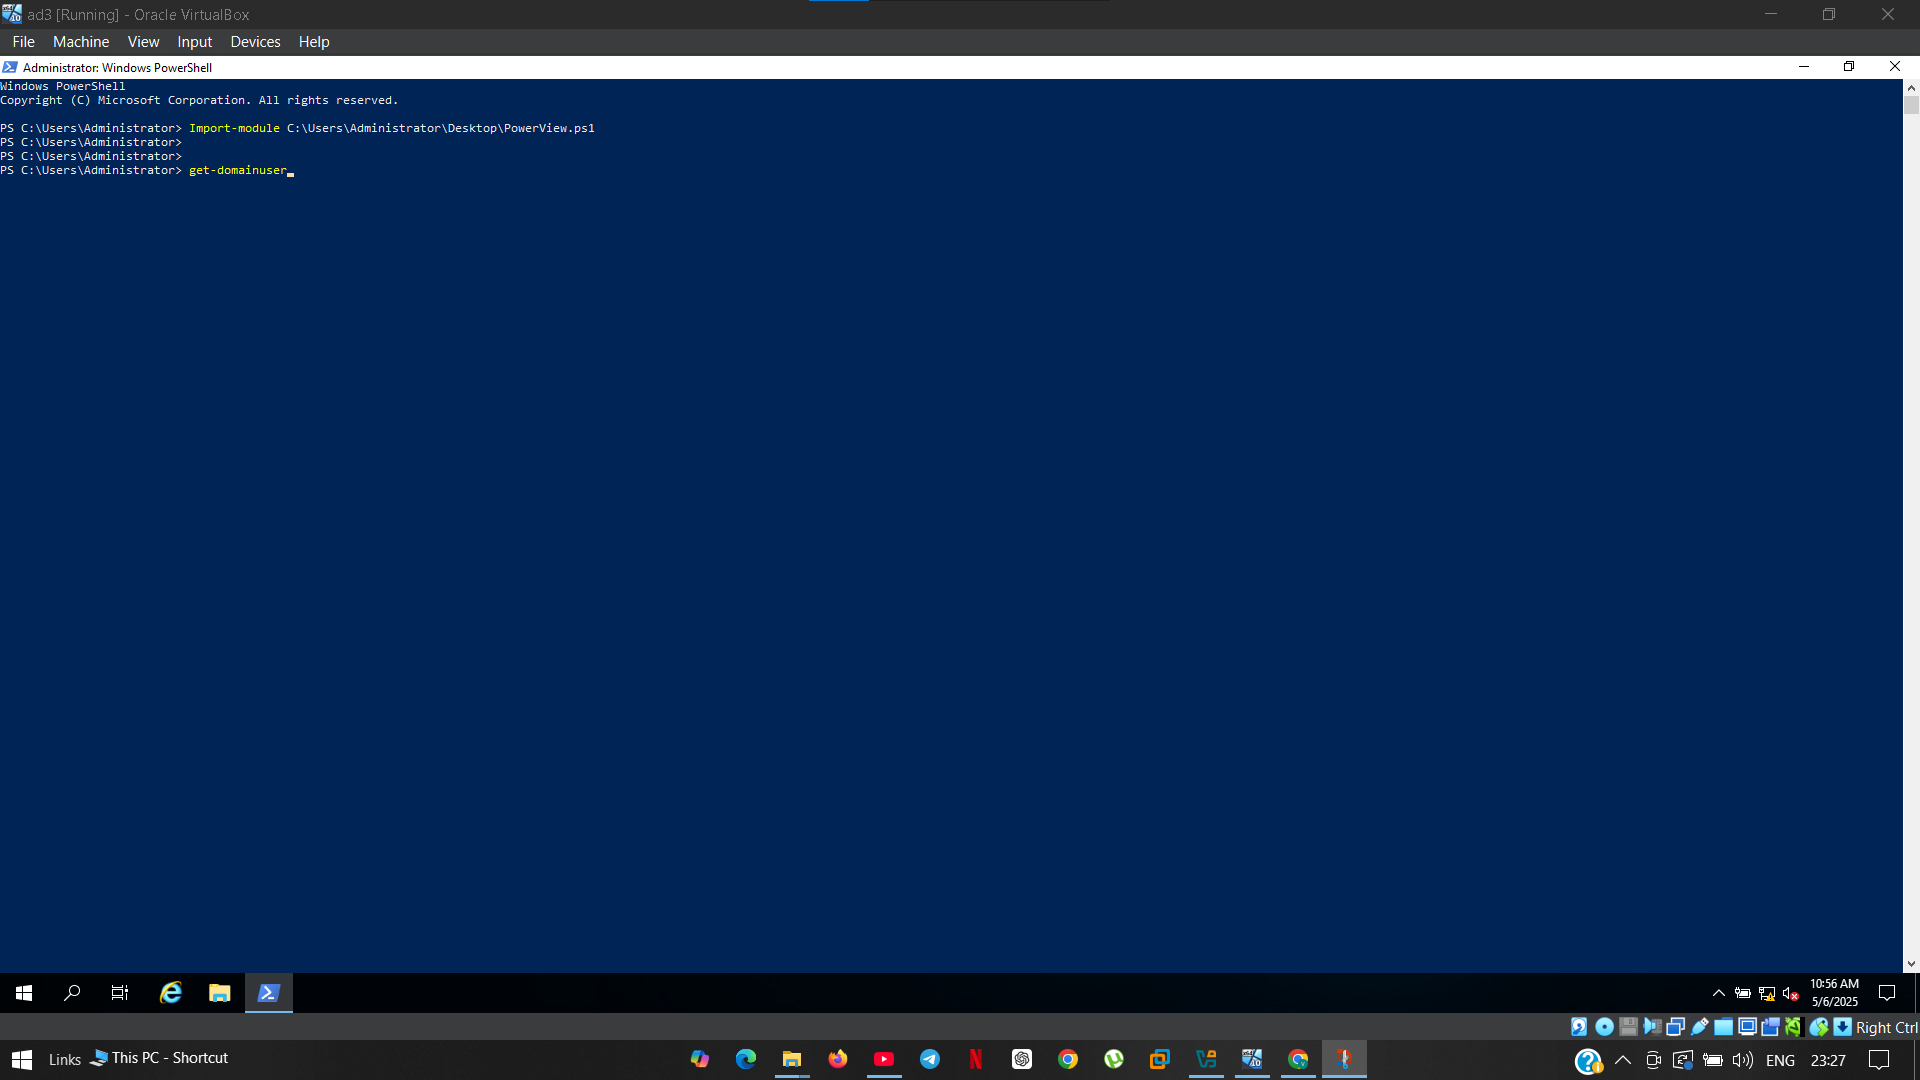 ad3 [Running] - Oracle VirtualBox
File Machine View Input Devices Help
Administrator: Windows PowerShell
Windows PowerShell
Copyright (C) Microsoft Corporation. All rights reserved.
PS C:\Users\Administrator> Import-module C:\Users\Administrator\Desktop\PowerView.ps1
PS C:\Users\Administrator>
PS C:\Users\Administrator>
PS C:\Users\Administrator> get-domainuser
10:56 AM
5/6/2025
Right Ctrl
Links This PC - Shortcut
ENG 23:27